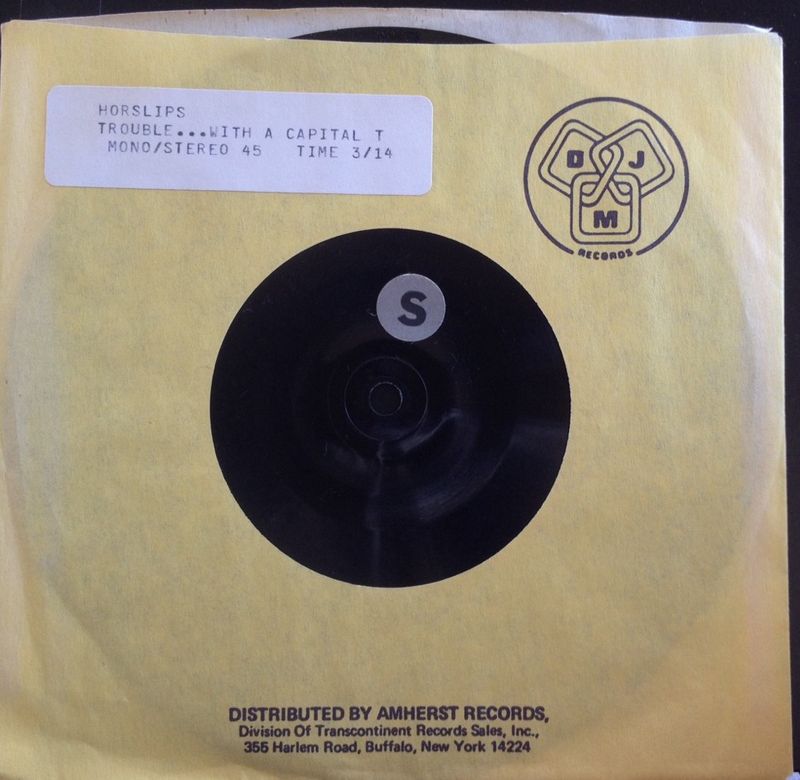 HORSLIPS
TROUBLE...WITH A CAPITAL T
MONO/STEREO 45 TIME 3/14
D J
M
RECORDS
S
DISTRIBUTED BY AMHERST RECORDS,
Division Of Transcontinent Records Sales, Inc.,
355 Harlem Road, Buffalo, New York 14224